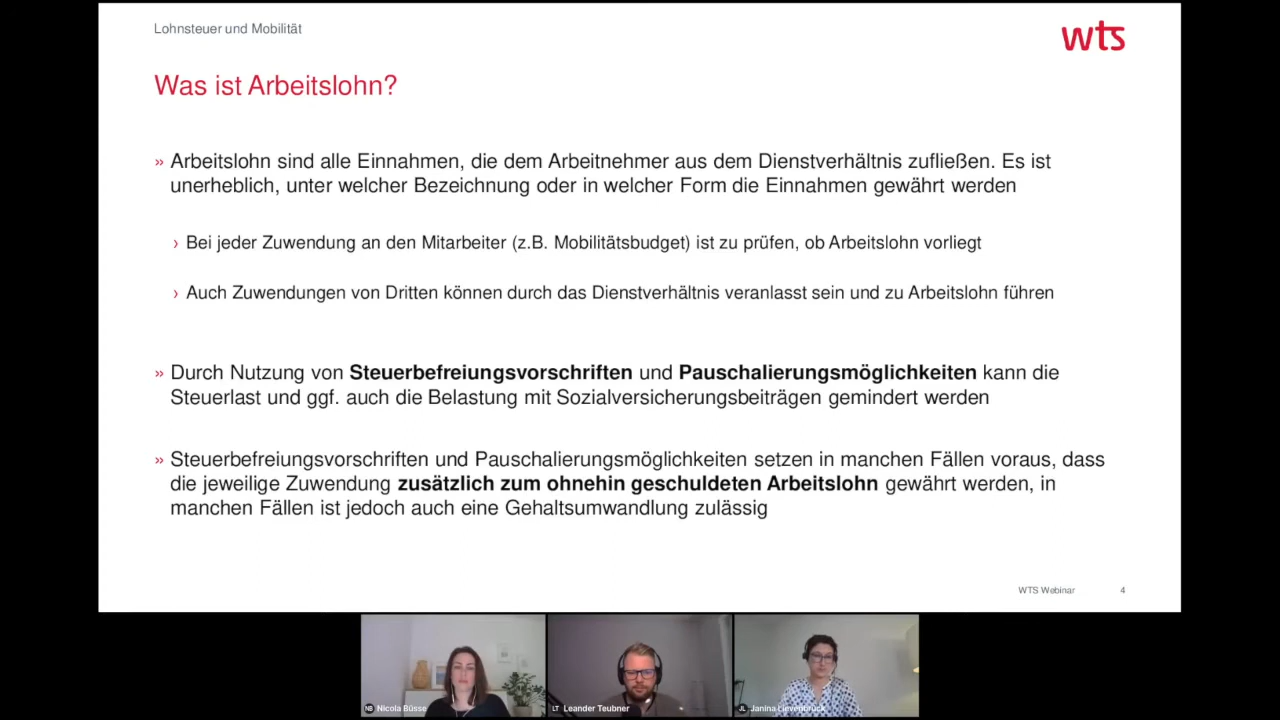 Lohnsteuer und Mobilität
wts
Was ist Arbeitslohn?
» Arbeitslohn sind alle Einnahmen, die dem Arbeitnehmer aus dem Dienstverhältnis zufließen. Es ist
unerheblich, unter welcher Bezeichnung oder in welcher Form die Einnahmen gewährt werden
› Bei jeder Zuwendung an den Mitarbeiter (z.B. Mobilitätsbudget) ist zu prüfen, ob Arbeitslohn vorliegt
› Auch Zuwendungen von Dritten können durch das Dienstverhältnis veranlasst sein und zu Arbeitslohn führen
» Durch Nutzung von Steuerbefreiungsvorschriften und Pauschalierungsmöglichkeiten kann die
Steuerlast und ggf. auch die Belastung mit Sozialversicherungsbeiträgen gemindert werden
» Steuerbefreiungsvorschriften und Pauschalierungsmöglichkeiten setzen in manchen Fällen voraus, dass
die jeweilige Zuwendung zusätzlich zum ohnehin geschuldeten Arbeitslohn gewährt werden, in
manchen Fällen ist jedoch auch eine Gehaltsumwandlung zulässig
WTS Webinar 4
NB Nicola Büsse
LT Leander Teubner
JL Janina